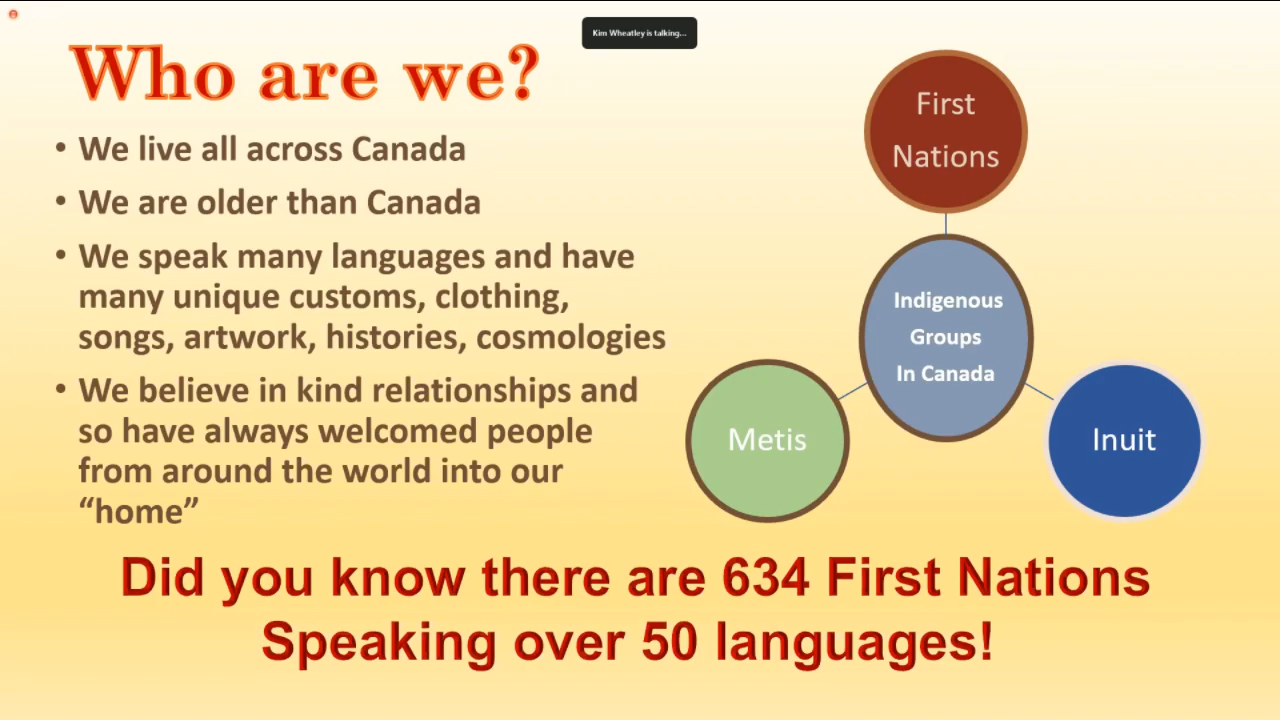 Kim Wheatley is talking...
Who are we?
• We live all across Canada
• We are older than Canada
• We speak many languages and have
many unique customs, clothing,
songs, artwork, histories, cosmologies
• We believe in kind relationships and
so have always welcomed people
from around the world into our
“home”
First
Nations
Indigenous
Groups
In Canada
Metis
Inuit
Did you know there are 634 First Nations
Speaking over 50 languages!